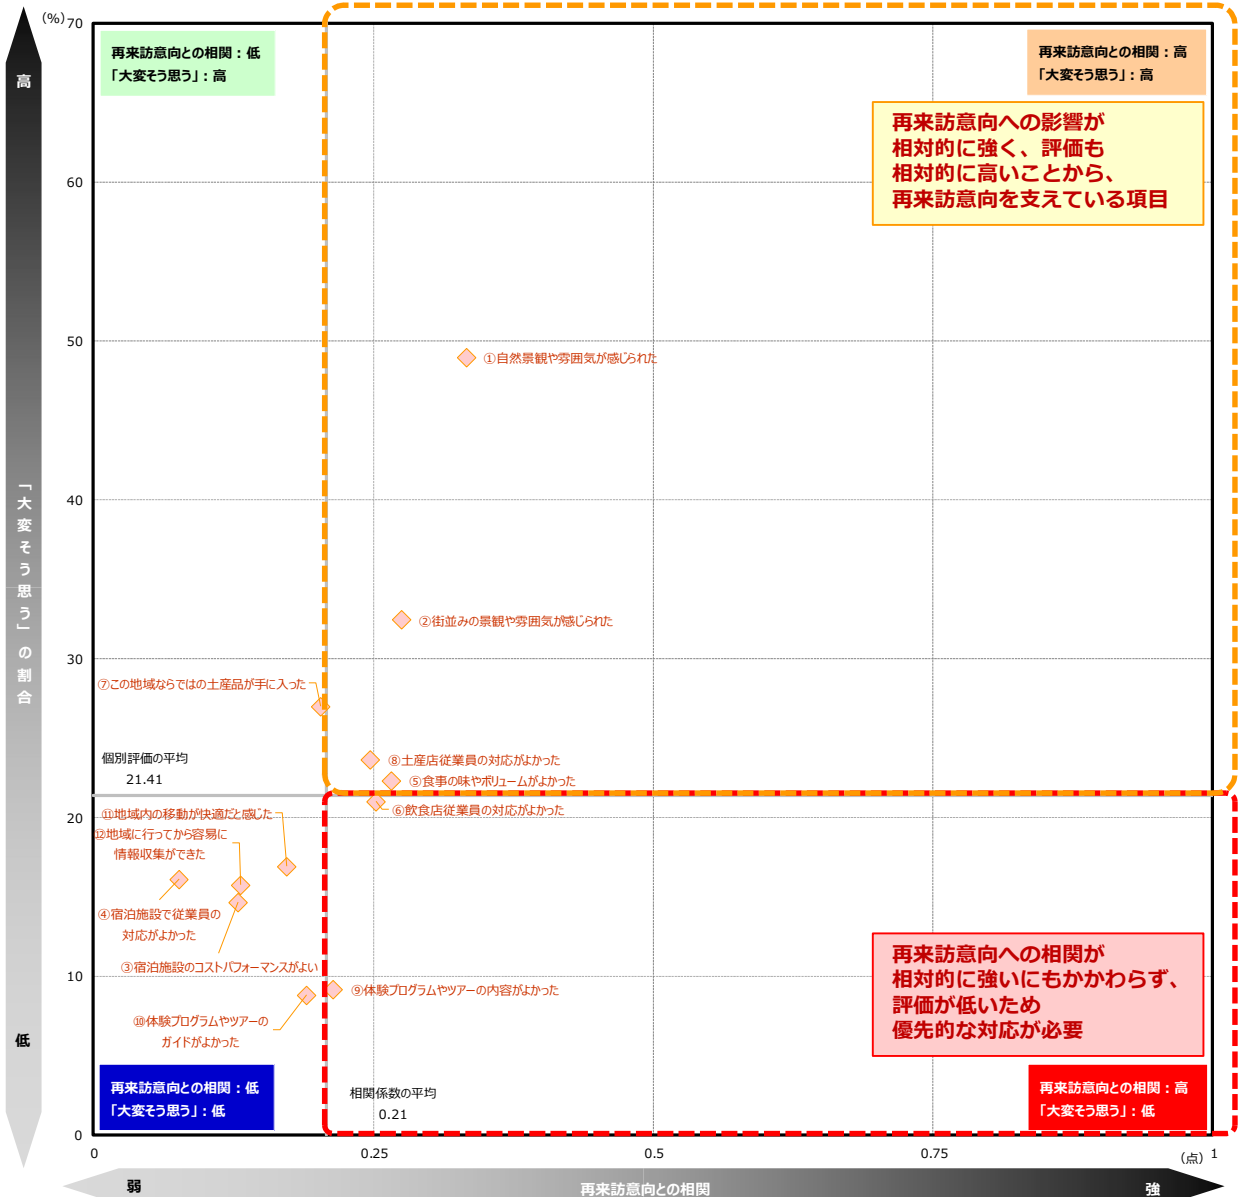 (%)
70
再来訪意向との相関：低
「大変そう思う」：高
再来訪意向との相関：高
「大変そう思う」：高
高
再来訪意向への影響が
相対的に強く、評価も
相対的に高いことから、
再来訪意向を支えている項目
60
50
①自然景観や雰囲気が感じられた
40
「大変そう思う」の割合
②街並みの景観や雰囲気が感じられた
30
⑦この地域ならではの土産品が手に入った
個別評価の平均
21.41
⑧土産店従業員の対応がよかった
⑤食事の味やボリュームがよかった
⑥飲食店従業員の対応がよかった
20
⑪地域内の移動が快適だと感じた
⑫地域に行ってから容易に
情報収集ができた
④宿泊施設で従業員の
対応がよかった
③宿泊施設のコストパフォーマンスがよい
10
⑨体験プログラムやツアーの内容がよかった
⑩体験プログラムやツアーの
ガイドがよかった
再来訪意向への相関が
相対的に強いにもかかわらず、
評価が低いため
優先的な対応が必要
低
再来訪意向との相関：低
「大変そう思う」：低
相関係数の平均
0.21
再来訪意向との相関：高
「大変そう思う」：低
0
0
0.25
0.5
0.75
(点)
1
弱
再来訪意向との相関
強